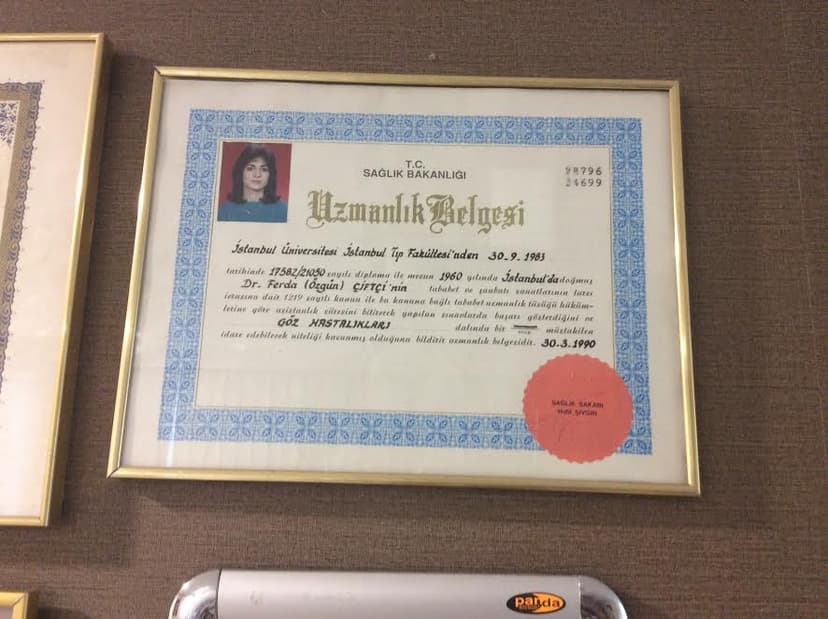 T.C.
SAĞLIK BAKANLIĞI
98796
24699
Uzmanlık Belgesi
İstanbul Üniversitesi İstanbul Tıp Fakültesi'nden 30.9.1983
tarihinde 17582/21050 sayılı diploma ile mezun 1960 yılında İstanbul'da doğmuş
Dr. Ferda (Özgün) ÇİFTÇİ'nin tababet ve şuabatı sanatlarının tarzı
icrasına dair 1219 sayılı kanun ile bu kanuna bağlı tababet uzmanlık tüzüğü hüküm-
lerine göre asistanlık süresini bitirerek yapılan sınavlarda başarı gösterdiğini ve
GÖZ HASTALIKLARI dalında bir müstakilen
idare edebilecek niteliği kazanmış olduğunu bildirir uzmanlık belgesidir. 30.3.1990
SAĞLIK BAKANI
Halil ŞIVGIN
panda